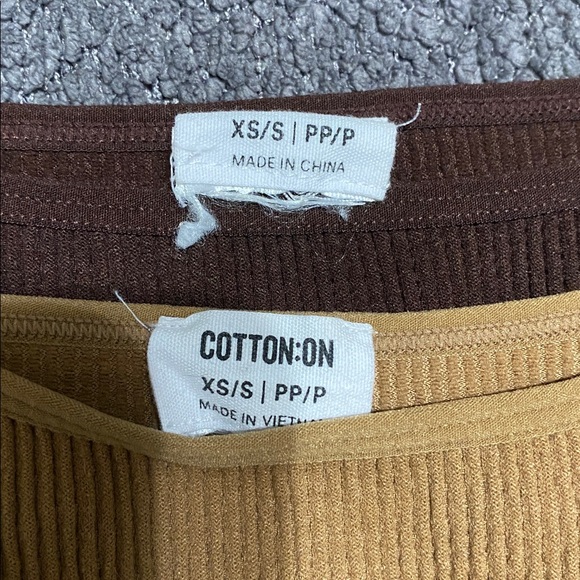 XS/S | PP/P
MADE IN CHINA
COTTON:ON
XS/S | PP/P
MADE IN